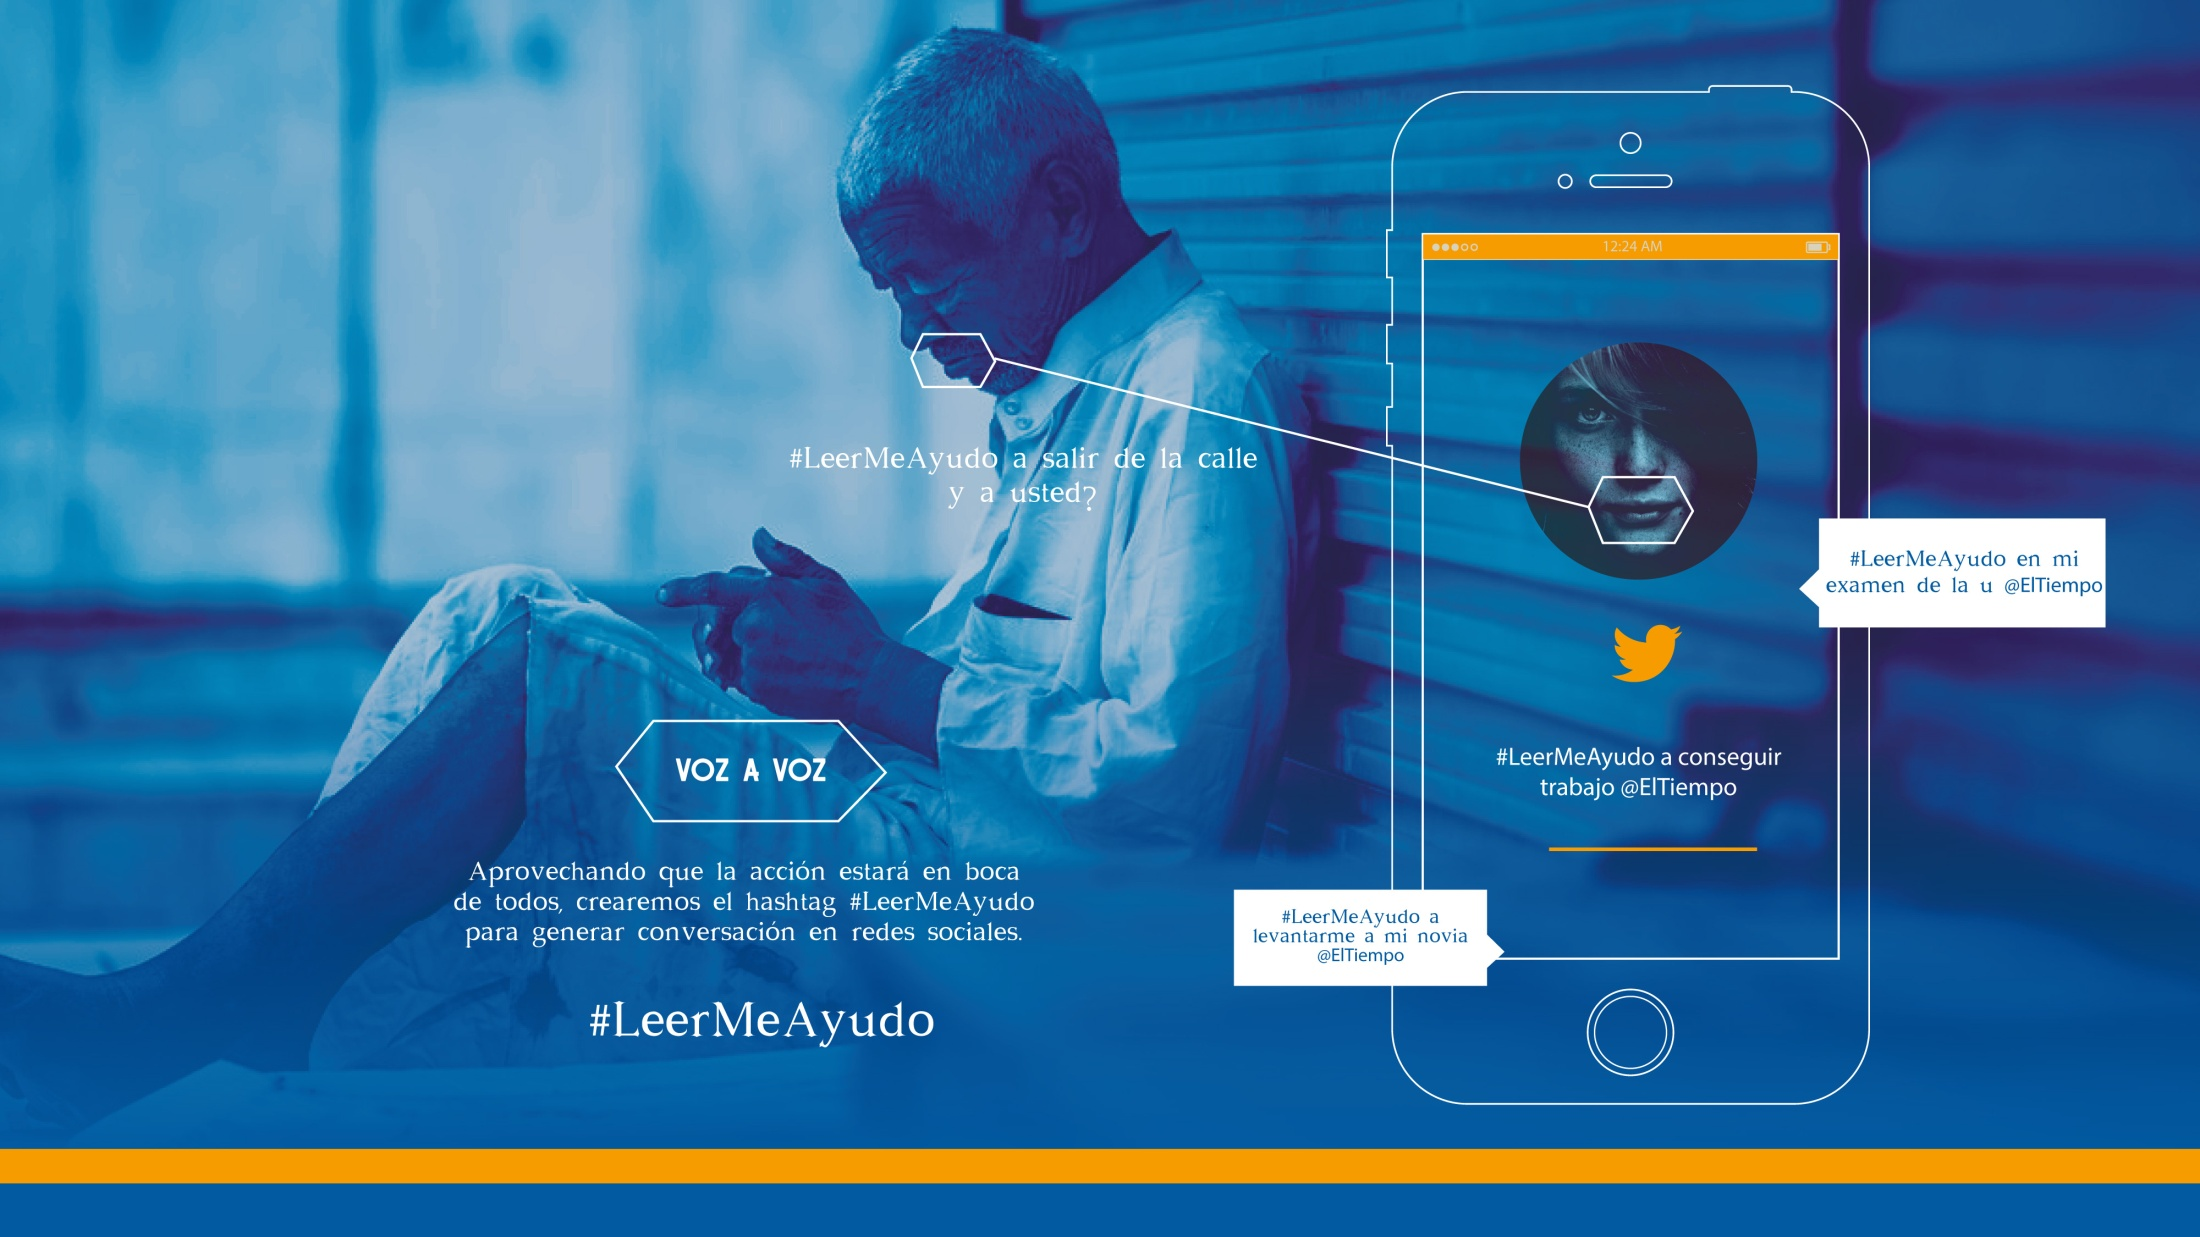 12:24 AM
#LeerMeAyudo a salir de la calle
y a usted?
#LeerMeAyudo en mi
examen de la u @ElTiempo
VOZ A VOZ
#LeerMeAyudo a conseguir
trabajo @ElTiempo
Aprovechando que la acción estará en boca
de todos, crearemos el hashtag #LeerMeAyudo
para generar conversación en redes sociales.
#LeerMeAyudo a
levantarme a mi novia
@ElTiempo
#LeerMeAyudo